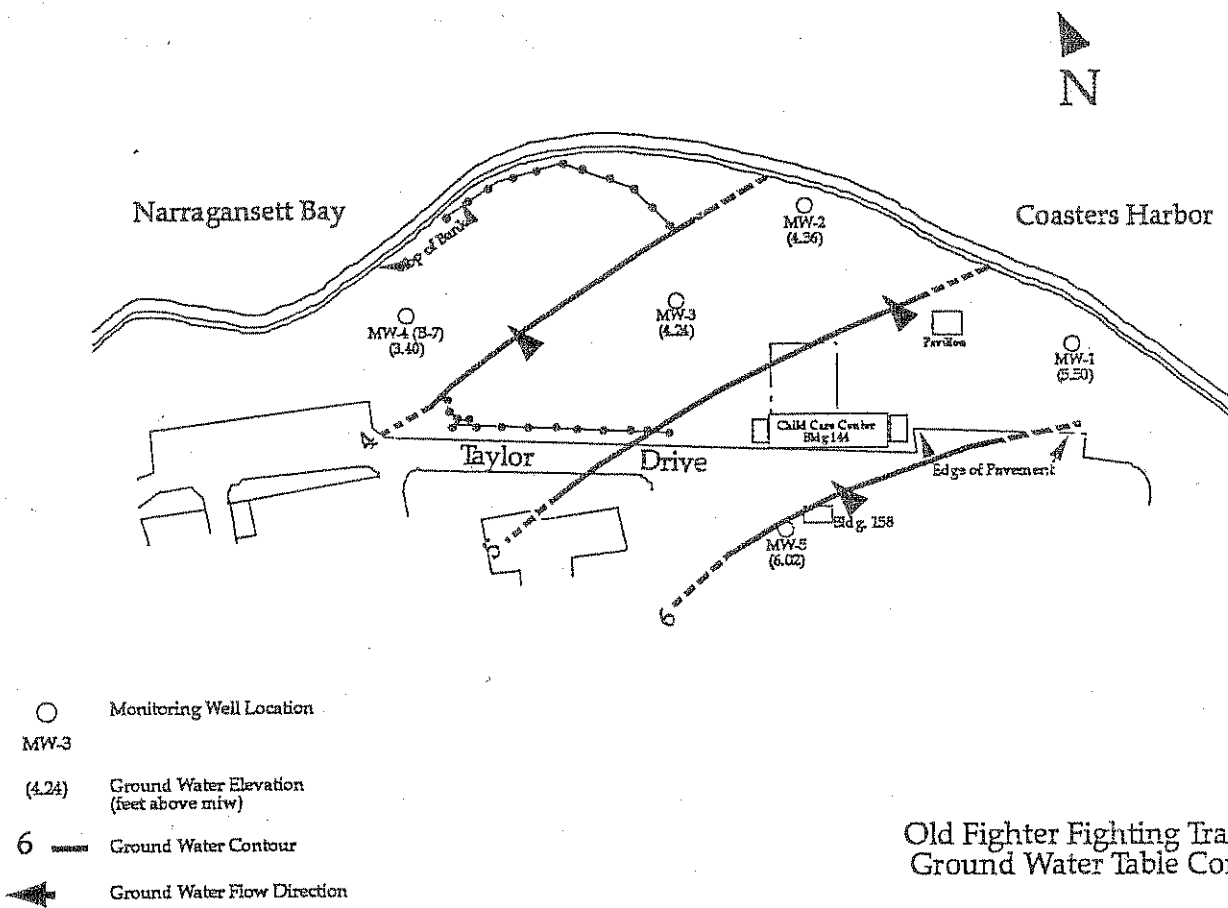 N
Narragansett Bay
Coasters Harbor
Top of Bank
MW-2
(4.36)
MW-3
(4.24)
MW-4 (B-7)
(3.40)
Pavilion
MW-1
(5.50)
Child Care Center
Bldg 144
4
Taylor Drive
Edge of Pavement
5
Bldg. 158
MW-5
(6.02)
6
Monitoring Well Location
MW-3
(4.24)
Ground Water Elevation
(feet above mlw)
6
Ground Water Contour
Ground Water Flow Direction
Old Fighter Fighting Tra
Ground Water Table Co